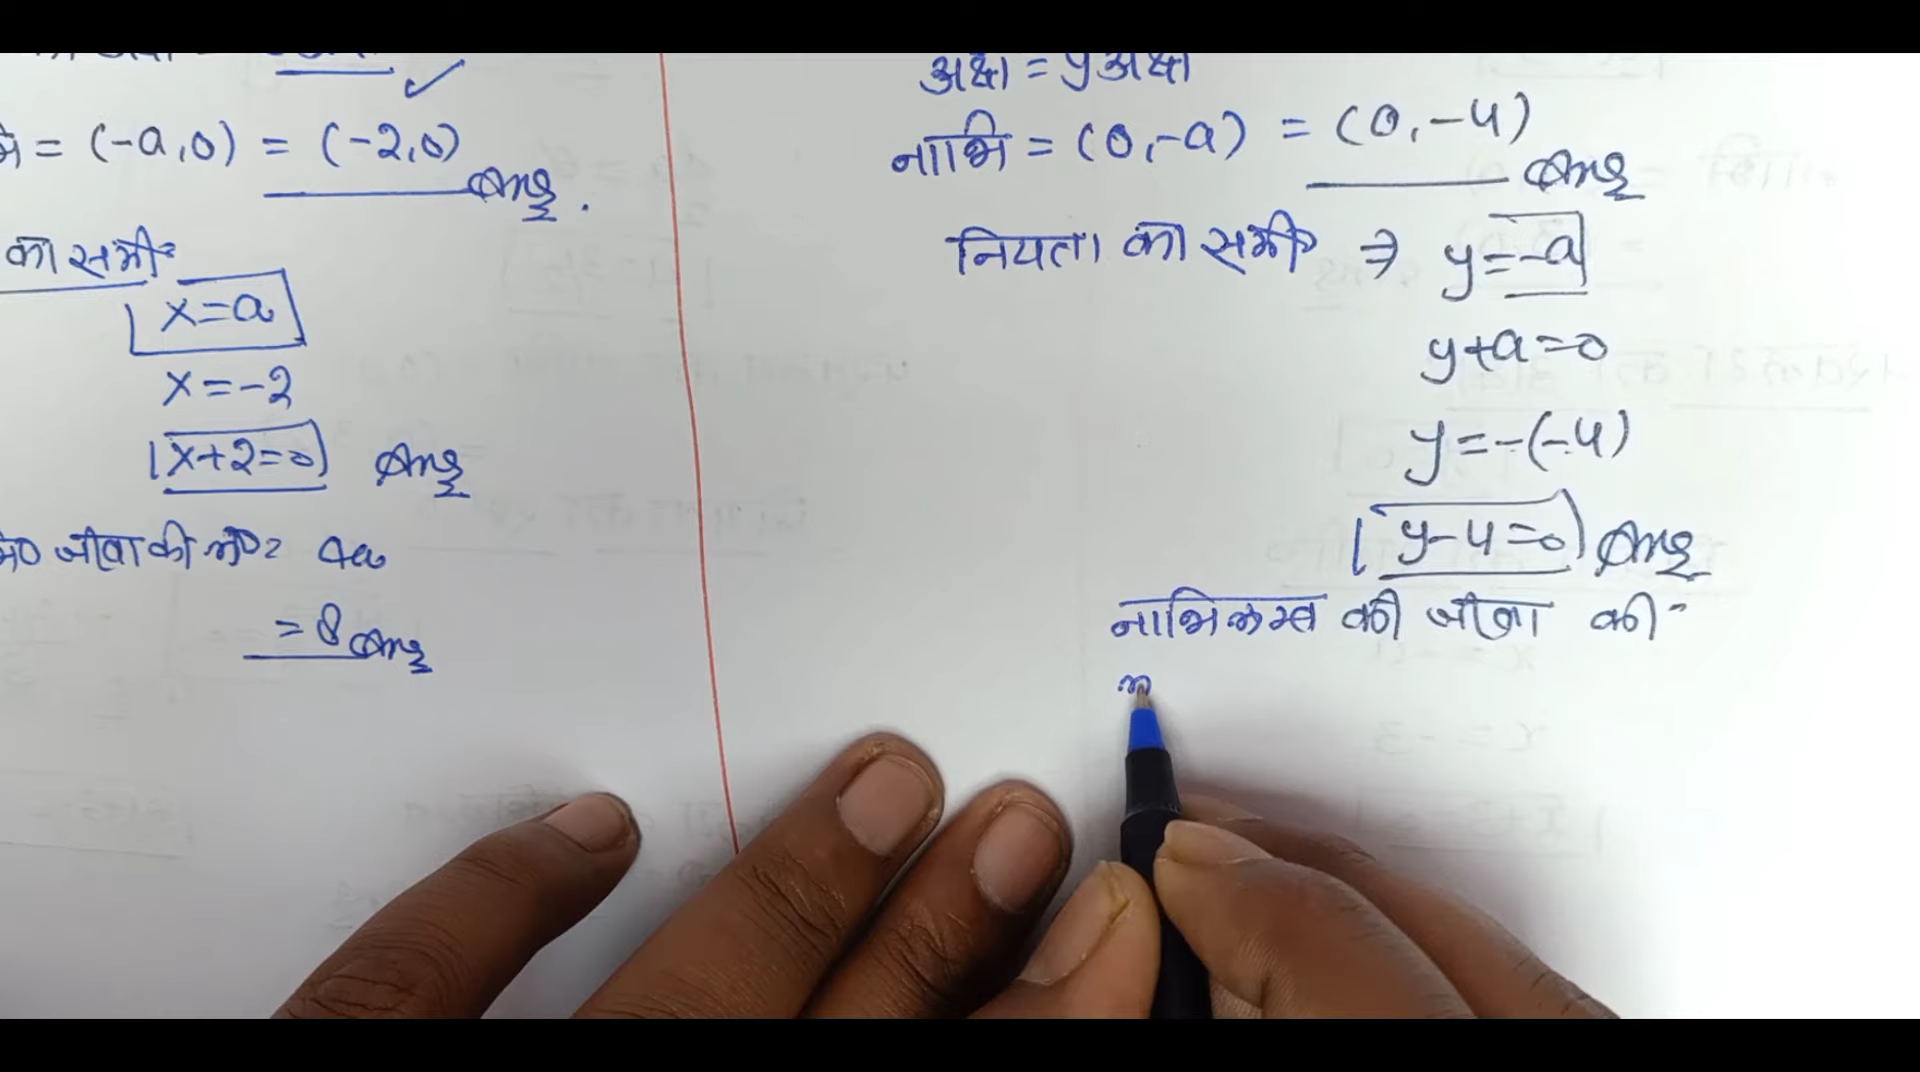 = (-a,0) = (-2,0)
Ans.
का समी॰
x=a
x=-2
x+2=0 Ans
जीवा की ल॰= 4a
= 8 Ans
अक्ष = y अक्ष
नाभि = (0,-a) = (0,-4)
Ans
नियता का समी॰ ⇒ y=-a
y+a=0
y=-(-4)
y-4=0 Ans
नाभिलम्ब की जीवा की